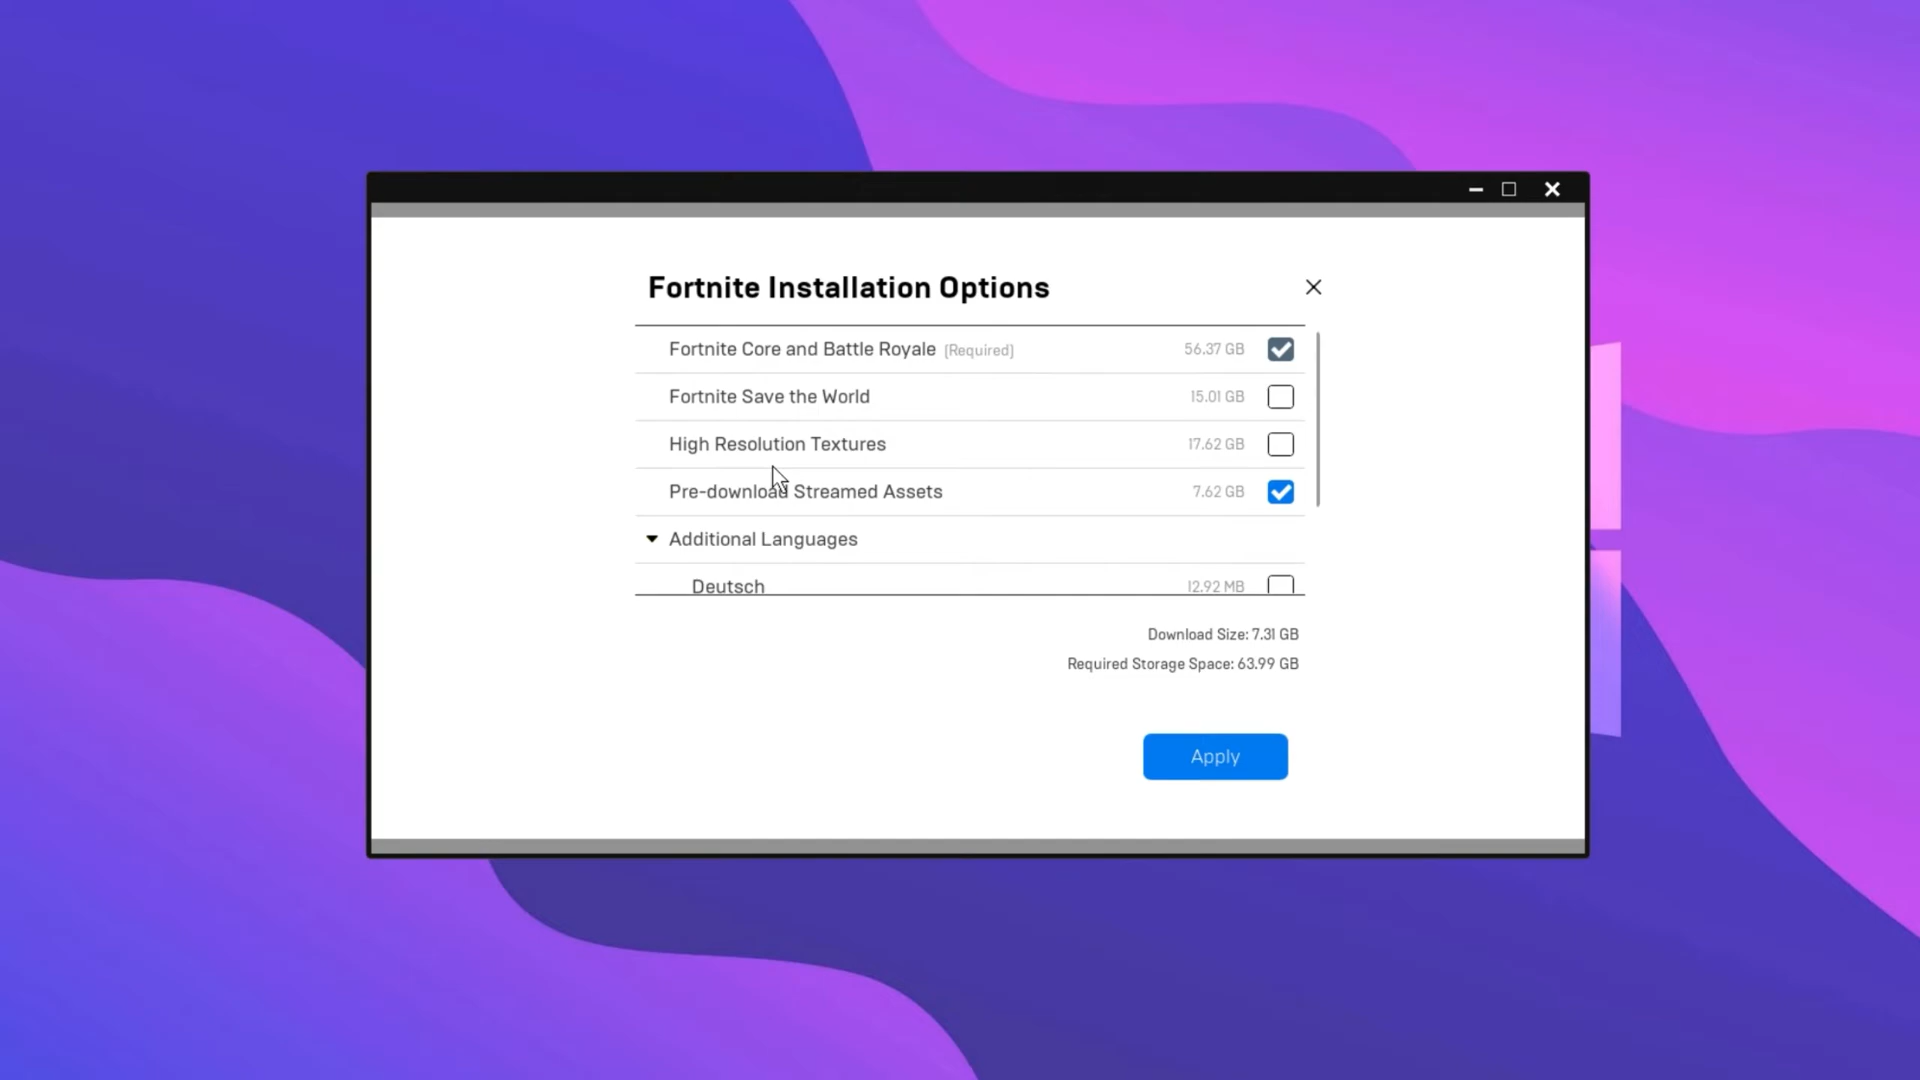 Fortnite Installation Options
Fortnite Core and Battle Royale (Required) 56.37 GB
Fortnite Save the World 15.01 GB
High Resolution Textures 17.62 GB
Pre-download Streamed Assets 7.62 GB
Additional Languages
Deutsch 12.92 MB
Download Size: 7.31 GB
Required Storage Space: 63.99 GB
Apply